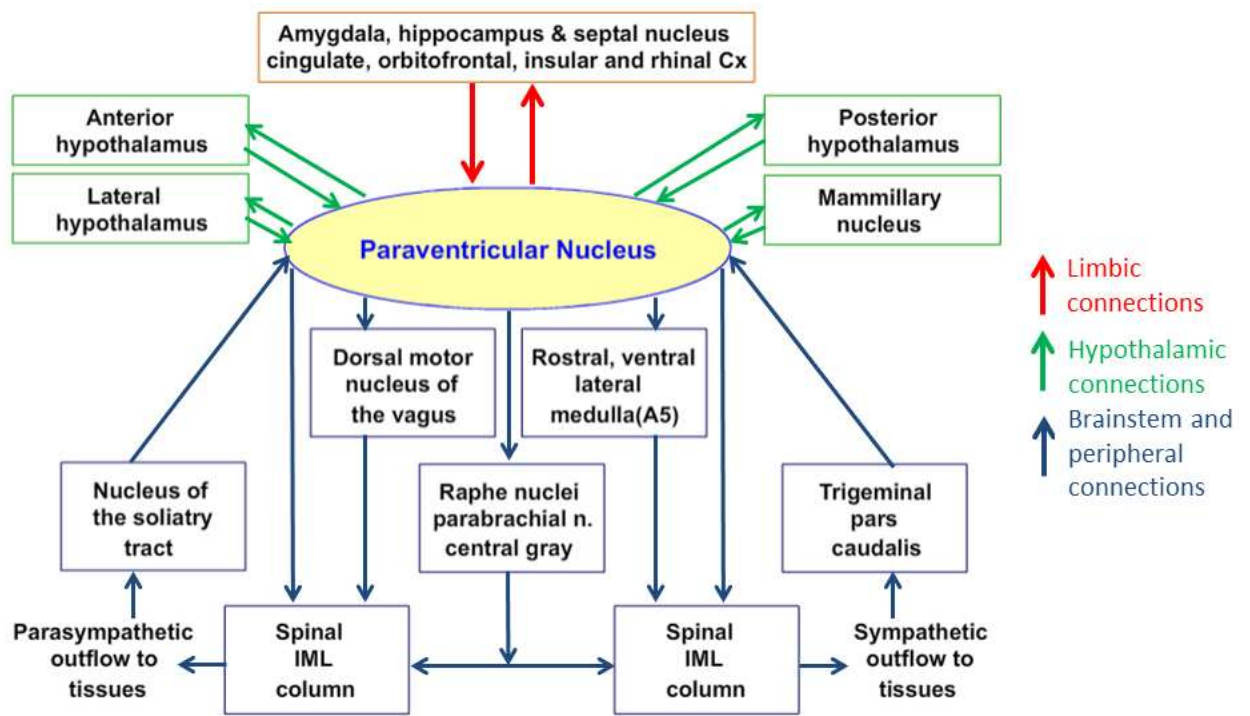 Amygdala, hippocampus & septal nucleus
cingulate, orbitofrontal, insular and rhinal Cx
Anterior
hypothalamus
Posterior
hypothalamus
Lateral
hypothalamus
Mammillary
nucleus
Paraventricular Nucleus
Limbic
connections
Hypothalamic
connections
Brainstem and
peripheral
connections
Dorsal motor
nucleus of
the vagus
Rostral, ventral
lateral
medulla(A5)
Nucleus of
the soliatry
tract
Raphe nuclei
parabrachial n.
central gray
Trigeminal
pars
caudalis
Parasympathetic
outflow to
tissues
Spinal
IML
column
Spinal
IML
column
Sympathetic
outflow to
tissues